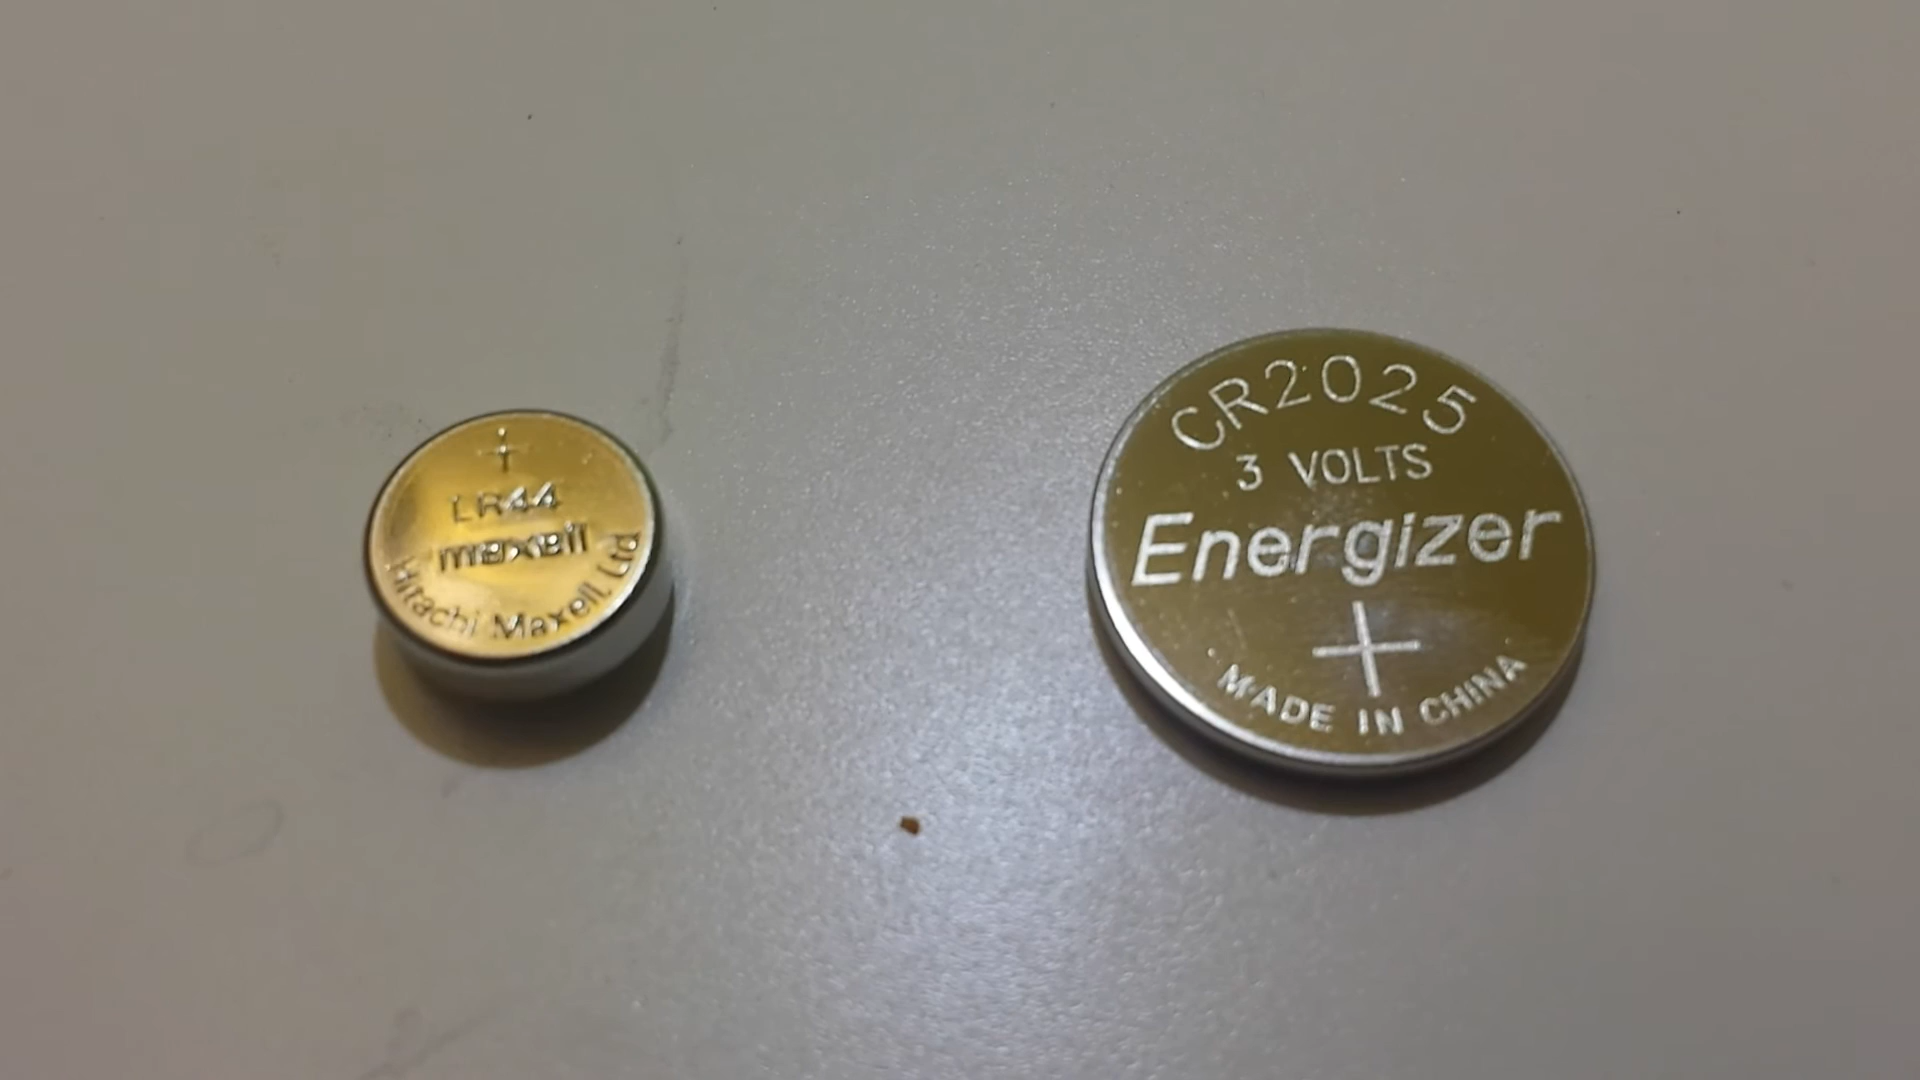 +
LR44
maxell
Hitachi Maxell, Ltd
CR2025
3 VOLTS
Energizer
+
MADE IN CHINA